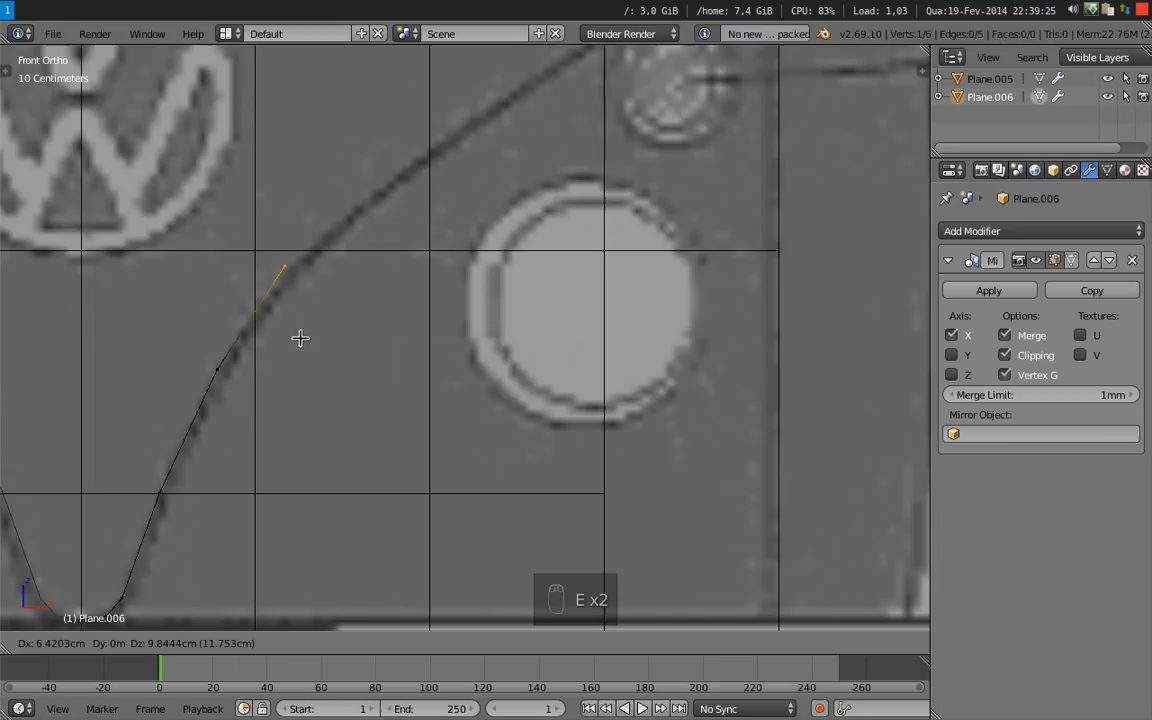 1 /: 3,0 GiB | /home: 7,4 GiB | CPU: 83% | Load: 1,03 | Qua:19-Fev-2014 22:39:25
File Render Window Help Default Scene Blender Render No new ... packed v2.69.10 | Verts:1/6 | Edges:0/5 | Faces:0/0 | Tris:0 | Mem:22.76M (2
Front Ortho
10 Centimeters
View Search Visible Layers
Plane.005
Plane.006
Plane.006
Add Modifier
Mi
Apply Copy
Axis: Options: Textures:
X Merge U
Y Clipping V
Z Vertex G
Merge Limit: 1mm
Mirror Object:
E x2
z
(1) Plane.006
Dx: 6.4203cm Dy: 0m Dz: 9.8444cm (11.753cm)
-40 -20 0 20 40 60 80 100 120 140 160 180 200 220 240 260
View Marker Frame Playback Start: 1 End: 250 1 No Sync